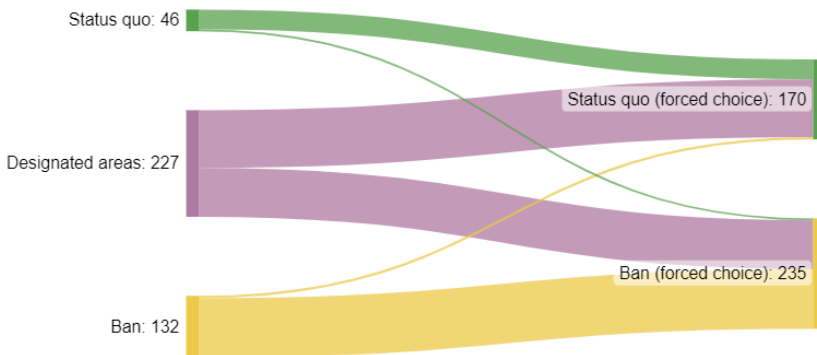 Status quo: 46
Status quo (forced choice): 170
Designated areas: 227
Ban (forced choice): 235
Ban: 132